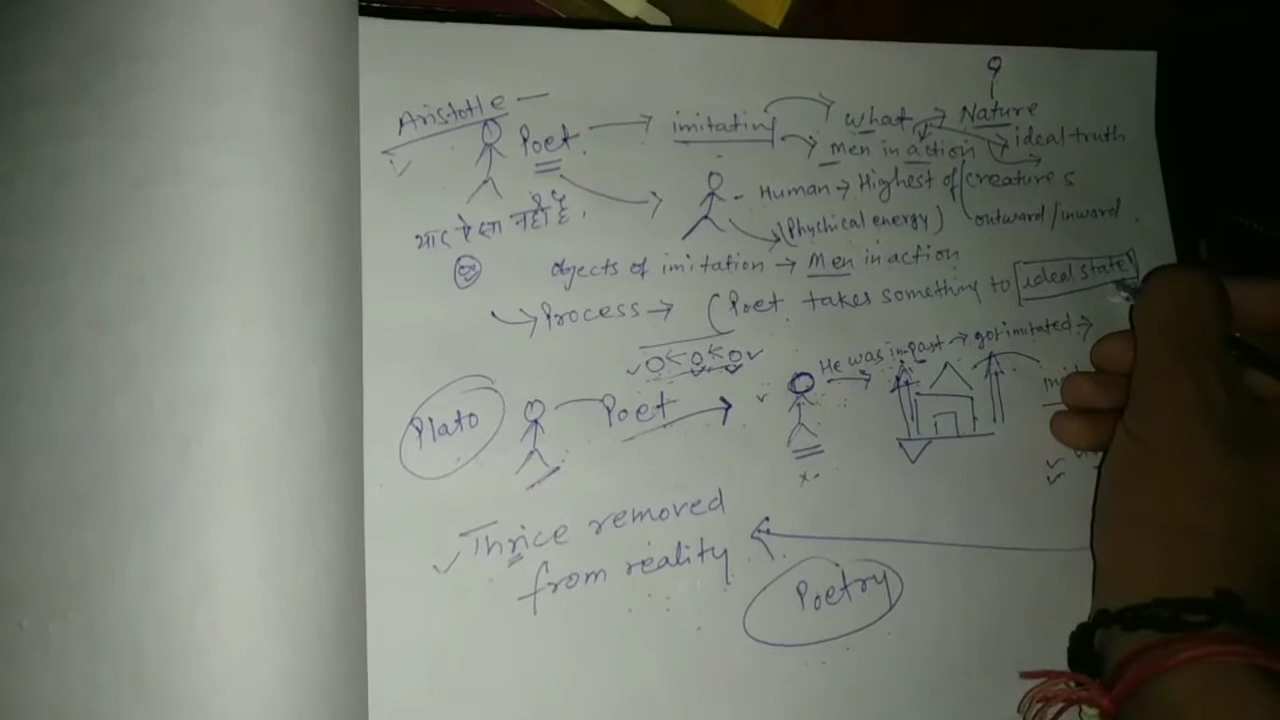 Aristotle —
Poet → imitating → what → Nature
→ Men in action → ideal truth
- Human → Highest of creatures
(Phychical energy) outward/inward.
यार ऐसा नहीं है,
objects of imitation → Men in action
→ Process → (Poet takes something to ideal state)
He was in past → got imitated →
Plato Poet →
Thrice removed
from reality
Poetry